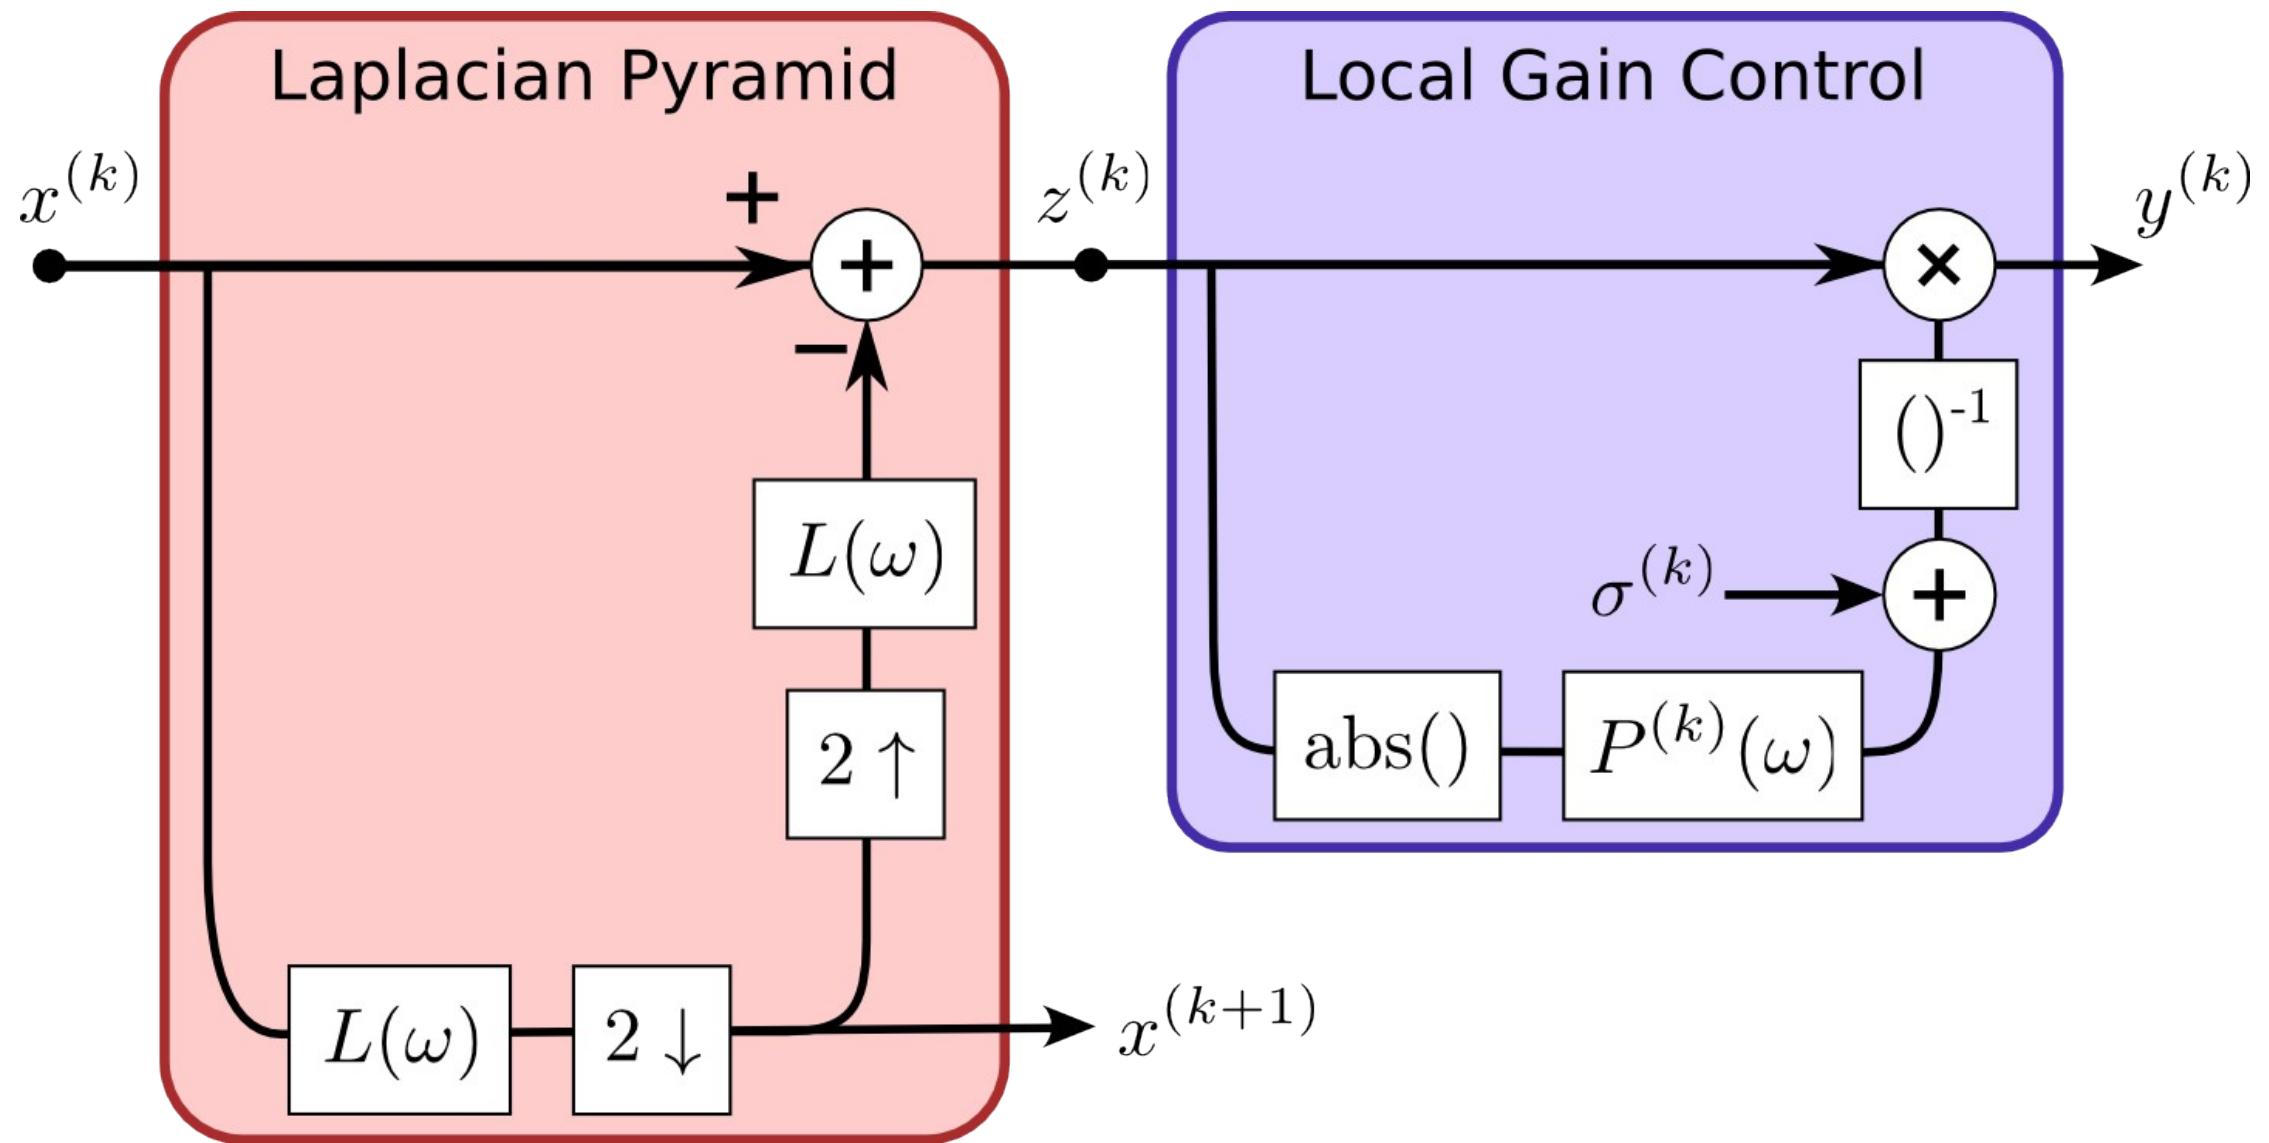 Laplacian Pyramid
Local Gain Control
x^{(k)}
+
+
−
z^{(k)}
×
y^{(k)}
()^{-1}
L(ω)
σ^{(k)}
+
2 ↑
abs()
P^{(k)}(ω)
L(ω)
2 ↓
x^{(k+1)}